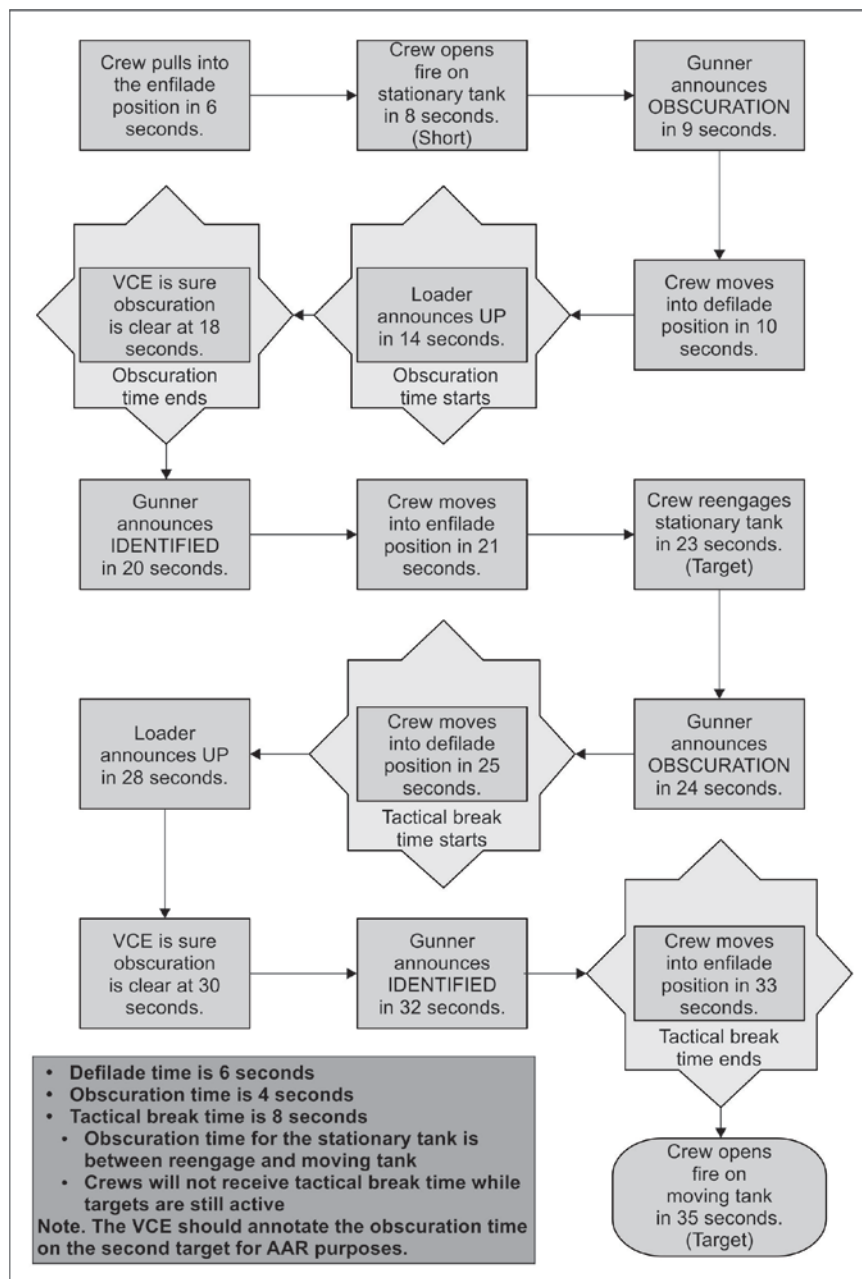 Crew pulls into
the enfilade
position in 6
seconds.
Crew opens
fire on
stationary tank
in 8 seconds.
(Short)
Gunner
announces
OBSCURATION
in 9 seconds.
Crew moves
into defilade
position in 10
seconds.
Loader
announces UP
in 14 seconds.
Obscuration
time starts
VCE is sure
obscuration
is clear at 18
seconds.
Obscuration
time ends
Gunner
announces
IDENTIFIED
in 20 seconds.
Crew moves
into enfilade
position in 21
seconds.
Crew reengages
stationary tank
in 23 seconds.
(Target)
Gunner
announces
OBSCURATION
in 24 seconds.
Crew moves
into defilade
position in 25
seconds.
Tactical break
time starts
Loader
announces UP
in 28 seconds.
VCE is sure
obscuration
is clear at 30
seconds.
Gunner
announces
IDENTIFIED
in 32 seconds.
Crew moves
into enfilade
position in 33
seconds.
Tactical break
time ends
Crew opens
fire on
moving tank
in 35 seconds.
(Target)
• Defilade time is 6 seconds
• Obscuration time is 4 seconds
• Tactical break time is 8 seconds
• Obscuration time for the stationary tank is
between reengage and moving tank
• Crews will not receive tactical break time while
targets are still active
Note. The VCE should annotate the obscuration time
on the second target for AAR purposes.